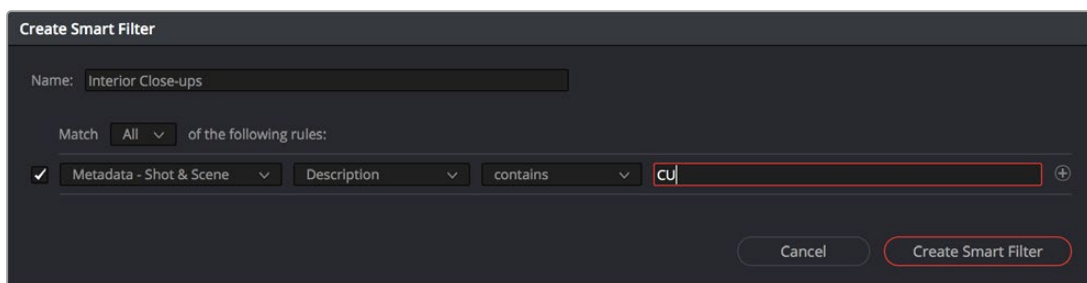 Create Smart Filter
Name: Interior Close-ups
Match All of the following rules:
Metadata - Shot & Scene Description contains CU
Cancel Create Smart Filter